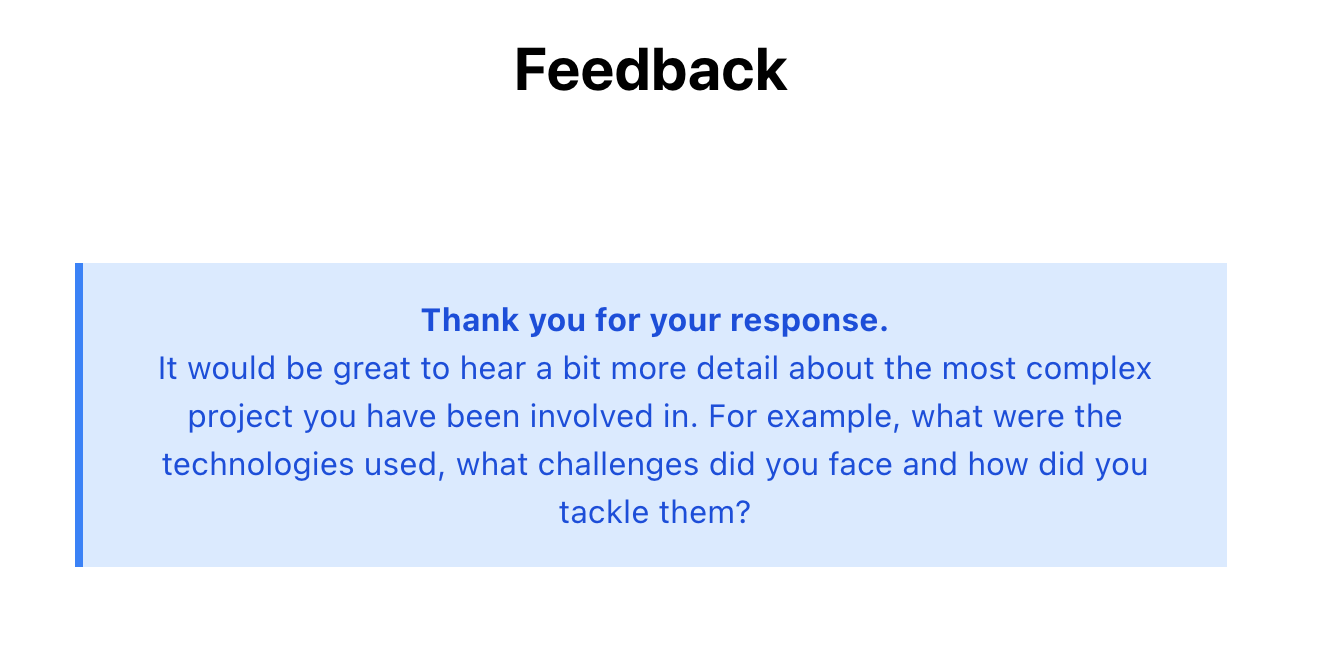 Feedback
Thank you for your response.
It would be great to hear a bit more detail about the most complex
project you have been involved in. For example, what were the
technologies used, what challenges did you face and how did you
tackle them?